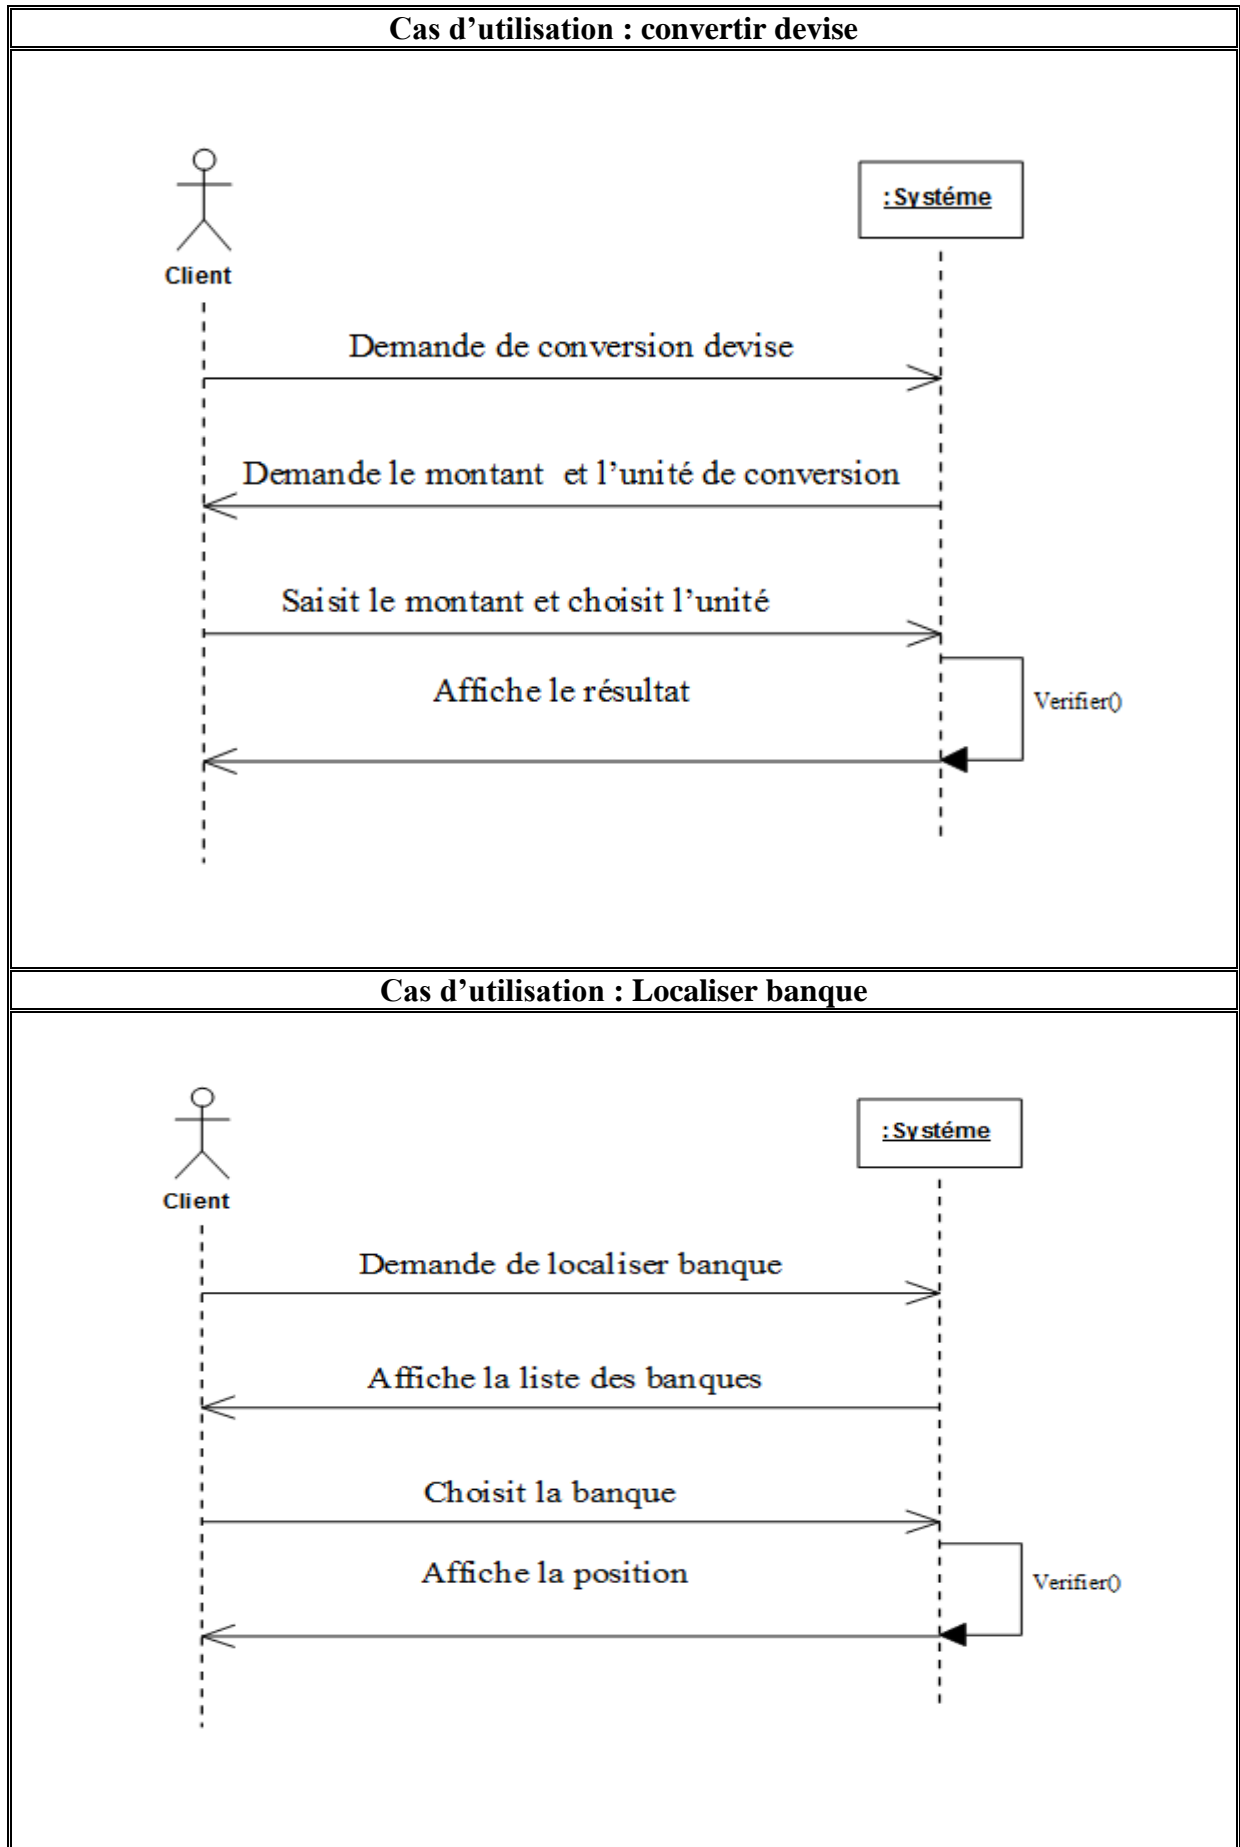 Cas d’utilisation : convertir devise
:Systéme
Client
Demande de conversion devise
Demande le montant et l’unité de conversion
Saisit le montant et choisit l’unité
Affiche le résultat
Verifier()
Cas d’utilisation : Localiser banque
:Systéme
Client
Demande de localiser banque
Affiche la liste des banques
Choisit la banque
Affiche la position
Verifier()